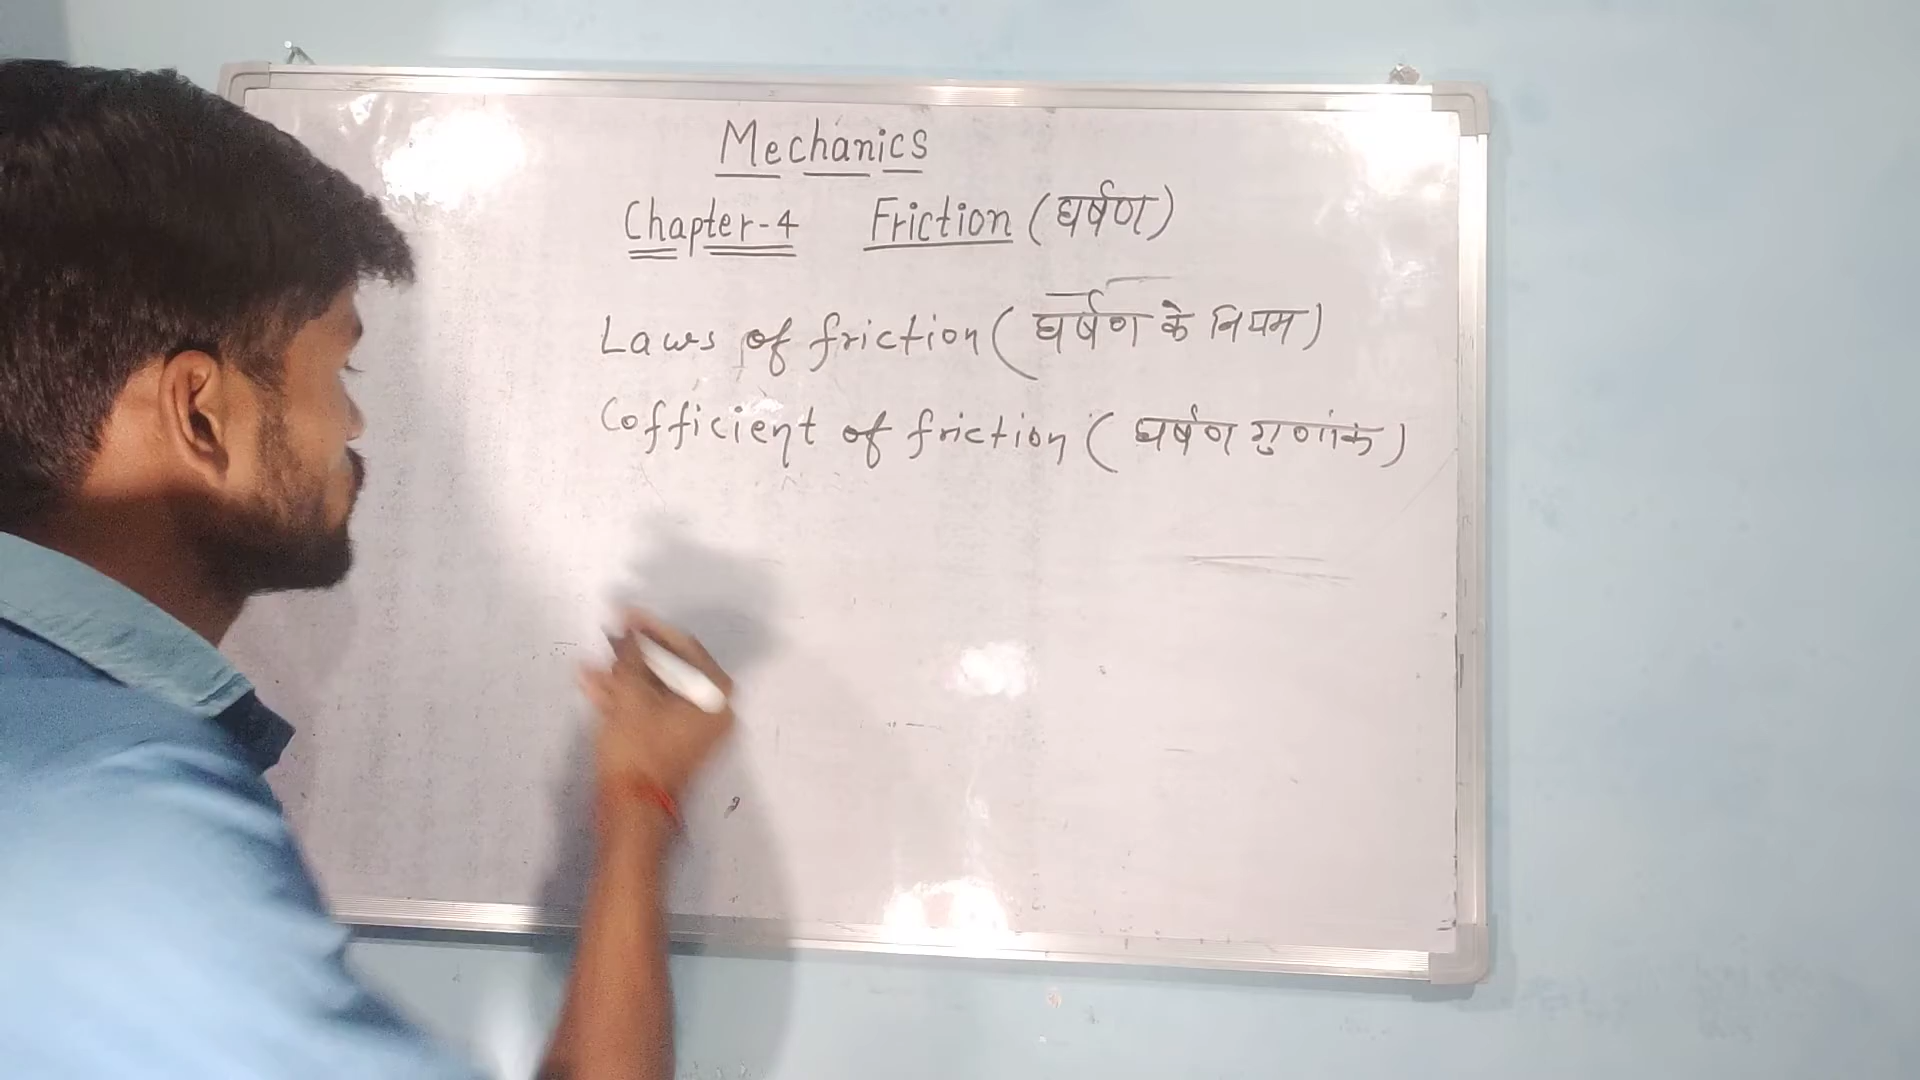 Mechanics
Chapter-4 Friction (घर्षण)
Laws of friction (घर्षण के नियम)
Cofficient of friction (घर्षण गुणांक)